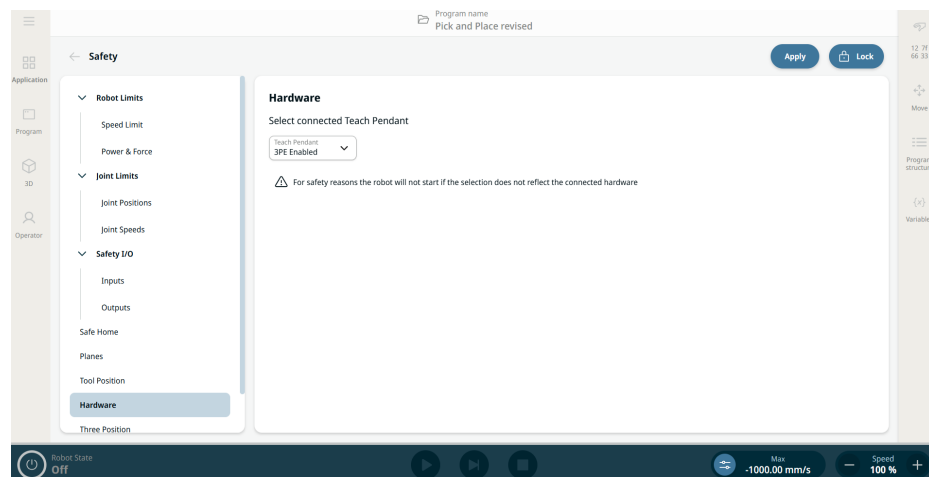 Program name
Pick and Place revised
Application
Program
3D
Operator
Safety
Apply
Lock
Robot Limits
Speed Limit
Power & Force
Joint Limits
Joint Positions
Joint Speeds
Safety I/O
Inputs
Outputs
Safe Home
Planes
Tool Position
Hardware
Three Position
Hardware
Select connected Teach Pendant
Teach Pendant
3PE Enabled
For safety reasons the robot will not start if the selection does not reflect the connected hardware
12 7F
66 33
Move
Program
structur
{x}
Variable
Robot State
Off
Max
-1000.00 mm/s
Speed
100 %